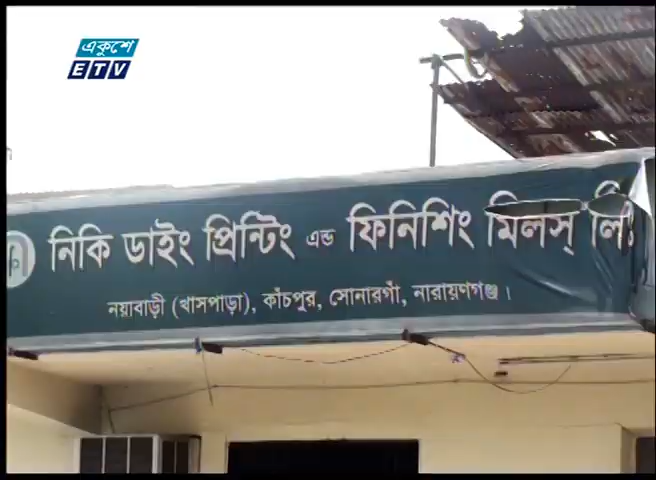 একুশে
ETV
নিকি ডাইং প্রিন্টিং এন্ড ফিনিশিং মিলস্ লিঃ
নয়াবাড়ী (খাসপাড়া), কাঁচপুর, সোনারগাঁ, নারায়ণগঞ্জ।